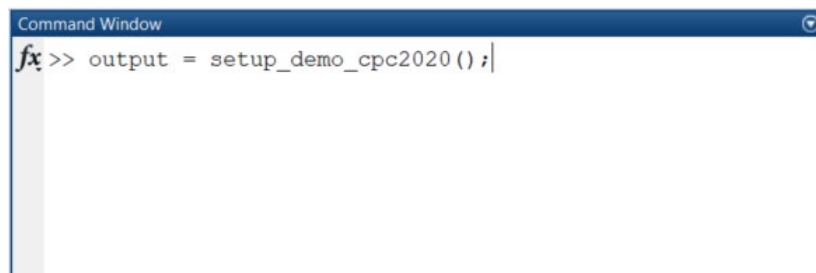 Command Window
fx >> output = setup_demo_cpc2020();